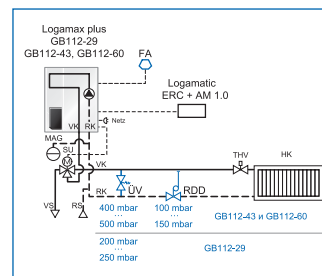 Logamax plus
GB112-29
GB112-43, GB112-60
FA
Logamatic
ERC + AM 1.0
VK
RK
Netz
MAG
SU
M
VK
THV
HK
RK
ÜV
RDD
VS
RS
400 mbar
...
500 mbar
100 mbar
...
150 mbar
GB112-43 и GB112-60
200 mbar
...
250 mbar
GB112-29